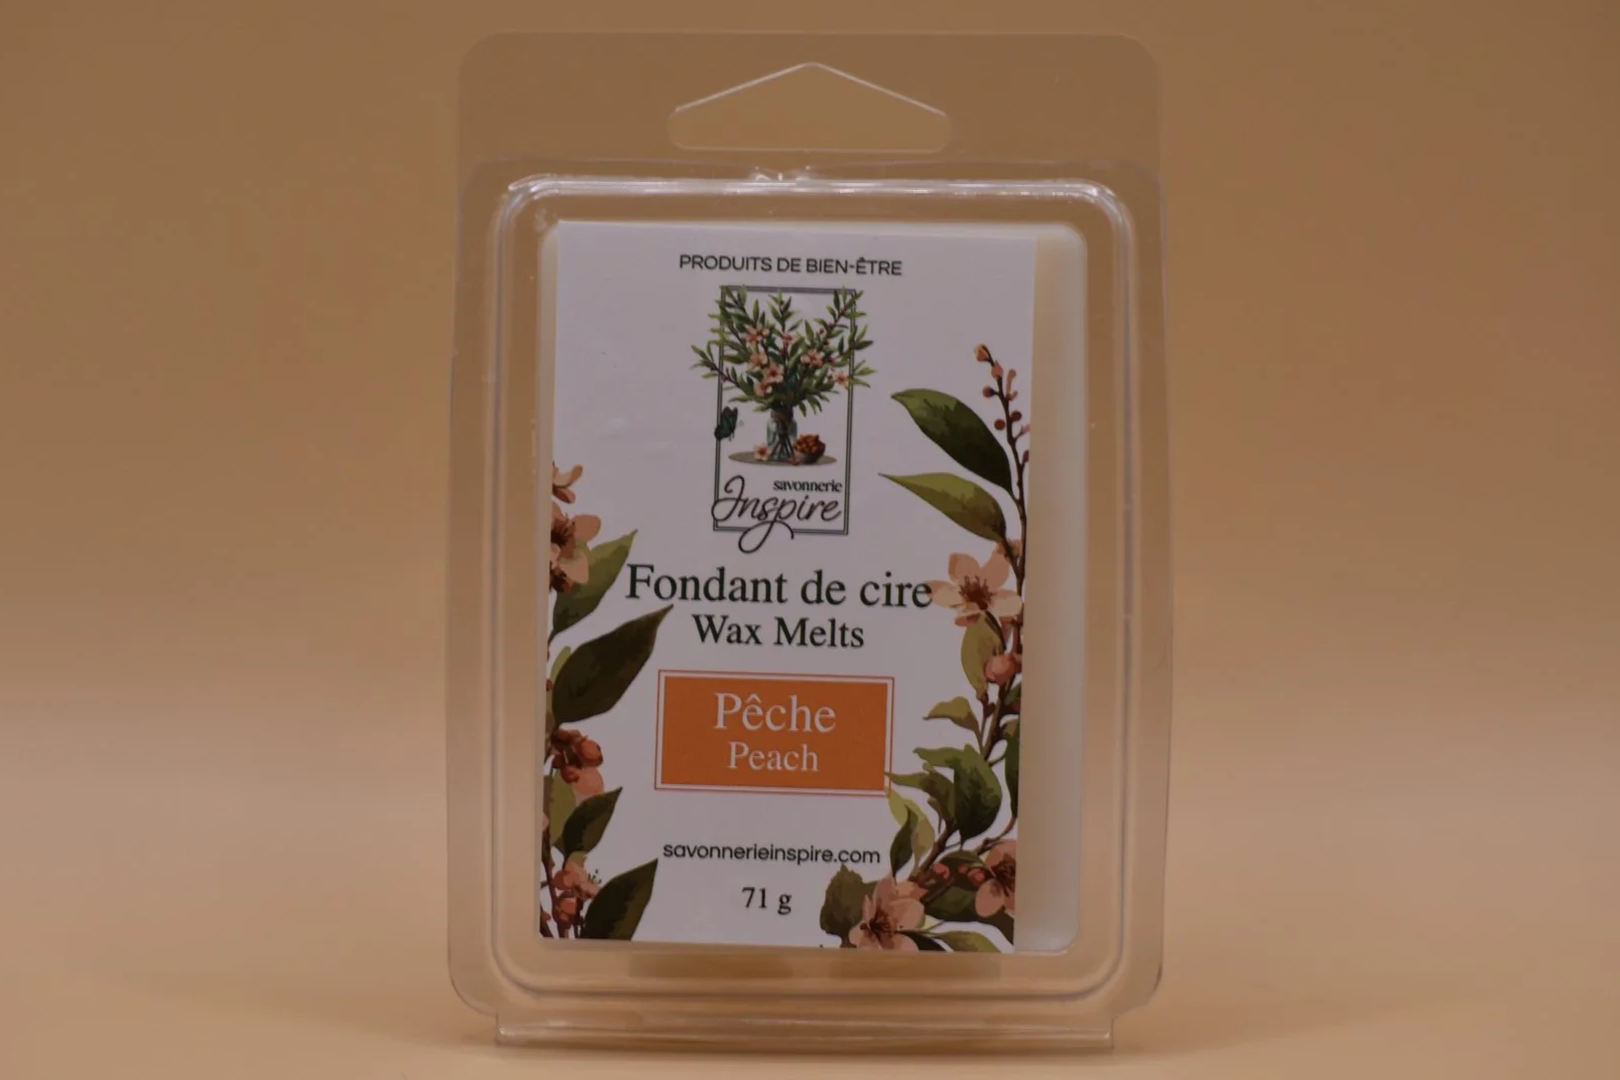 PRODUITS DE BIEN-ÊTRE
savonnerie
Inspire
Fondant de cire
Wax Melts
Pêche
Peach
savonnerieinspire.com
71 g